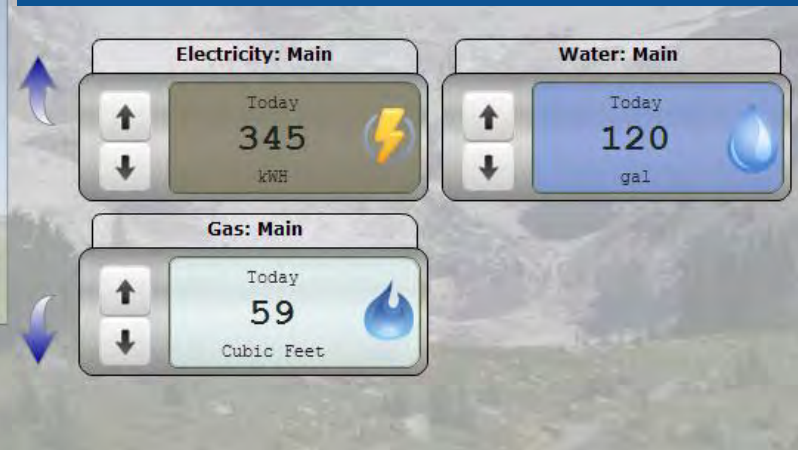 Electricity: Main
Today
345
kWH
Water: Main
Today
120
gal
Gas: Main
Today
59
Cubic Feet